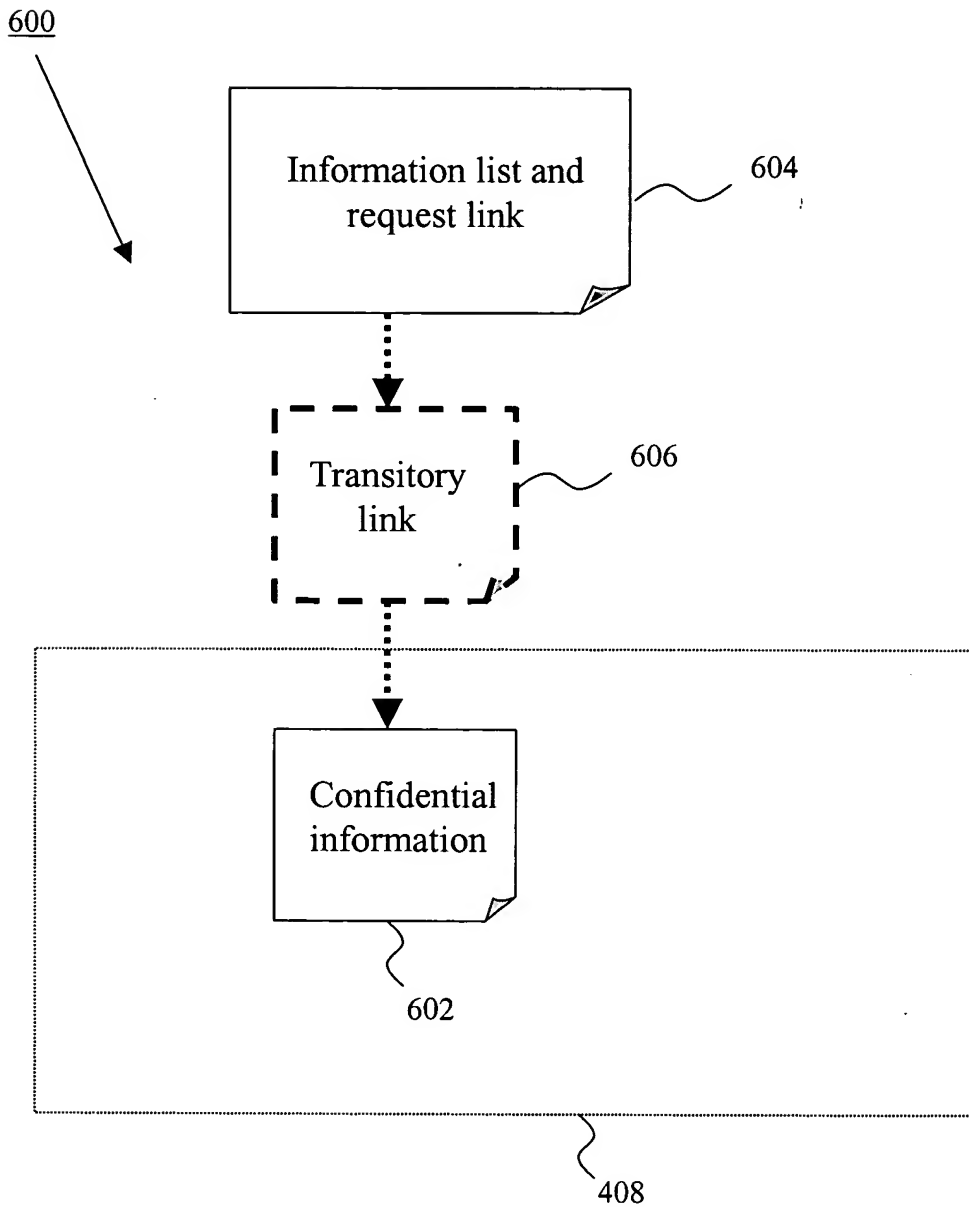 600
Information list and
request link
604
Transitory
link
606
Confidential
information
602
408